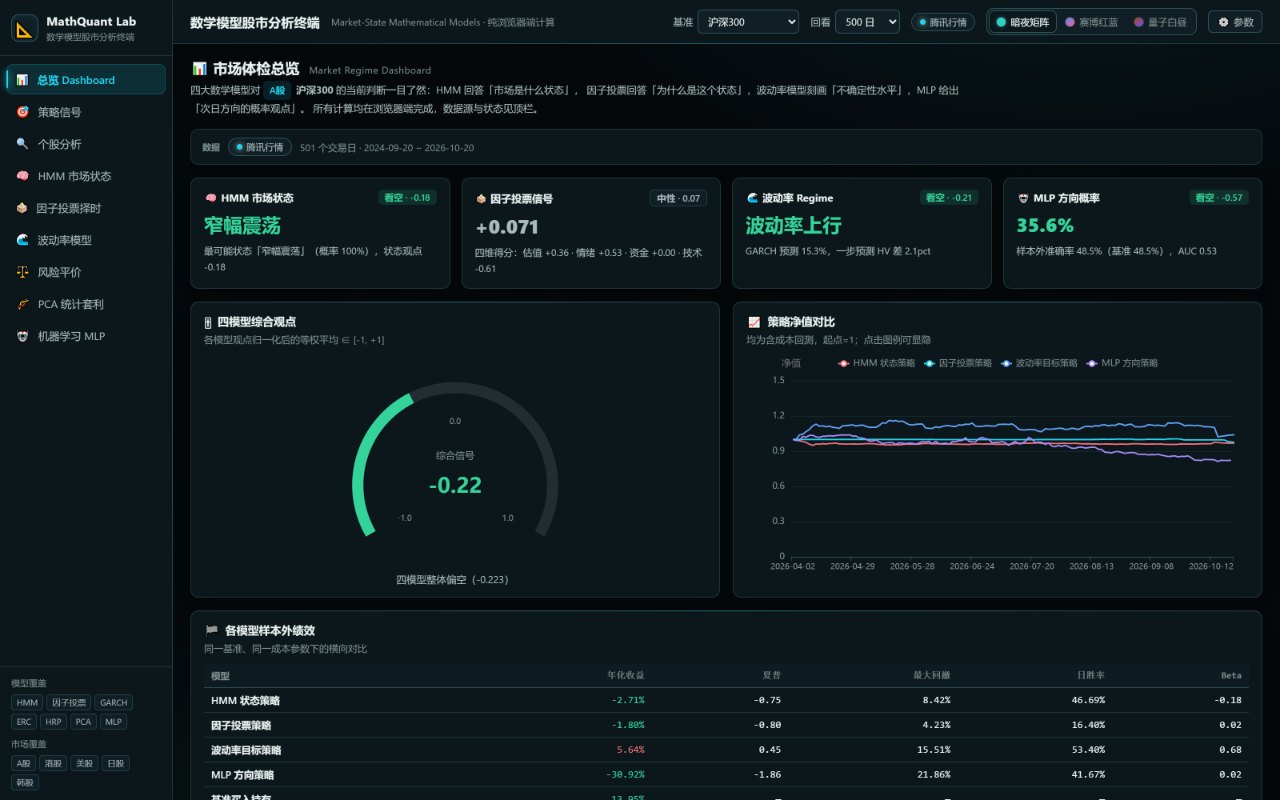 MathQuant Lab
数学模型股市分析终端
总览 Dashboard
策略信号
个股分析
HMM 市场状态
因子投票择时
波动率模型
风险平价
PCA 统计套利
机器学习 MLP
模型覆盖
HMM 因子投票 GARCH
ERC HRP PCA MLP
市场覆盖
A股 港股 美股 日股
韩股
数学模型股市分析终端 Market-State Mathematical Models · 纯浏览器端计算
基准 沪深300 回看 500 日 腾讯行情 暗夜矩阵 赛博红蓝 量子白昼 参数
市场体检总览 Market Regime Dashboard
四大数学模型对 A股 沪深300 的当前判断一目了然：HMM 回答「市场是什么状态」，因子投票回答「为什么是这个状态」，波动率模型刻画「不确定性水平」，MLP 给出
「次日方向的概率观点」。所有计算均在浏览器端完成，数据源与状态见顶栏。
数据 腾讯行情 501 个交易日 · 2024-09-20 ~ 2026-10-20
HMM 市场状态 看空 · -0.18
窄幅震荡
最可能状态「窄幅震荡」（概率 100%），状态观点
-0.18
因子投票信号 中性 · 0.07
+0.071
四维得分：估值 +0.36 · 情绪 +0.53 · 资金 +0.00 · 技术
-0.61
波动率 Regime 看空 · -0.21
波动率上行
GARCH 预测 15.3%，一步预测 HV 差 2.1pct
MLP 方向概率 看空 · -0.57
35.6%
样本外准确率 48.5%（基准 48.5%），AUC 0.53
四模型综合观点
各模型观点归一化后的等权平均 ∈ [-1, +1]
0.0
综合信号
-0.22
-1.0 1.0
四模型整体偏空（-0.223）
策略净值对比
均为含成本回测，起点=1；点击图例可显隐
净值 HMM 状态策略 因子投票策略 波动率目标策略 MLP 方向策略
1.5
1.2
0.9
0.6
0.3
0
2026-04-02 2026-04-29 2026-05-28 2026-06-24 2026-07-20 2026-08-13 2026-09-08 2026-10-12
各模型样本外绩效
同一基准、同一成本参数下的横向对比
模型 年化收益 夏普 最大回撤 日胜率 Beta
HMM 状态策略 -2.71% -0.75 8.42% 46.69% -0.18
因子投票策略 -1.80% -0.80 4.23% 16.40% 0.02
波动率目标策略 5.64% 0.45 15.51% 53.40% 0.68
MLP 方向策略 -30.92% -1.86 21.86% 41.67% 0.02
基准买入持有 -13.95% — — — —